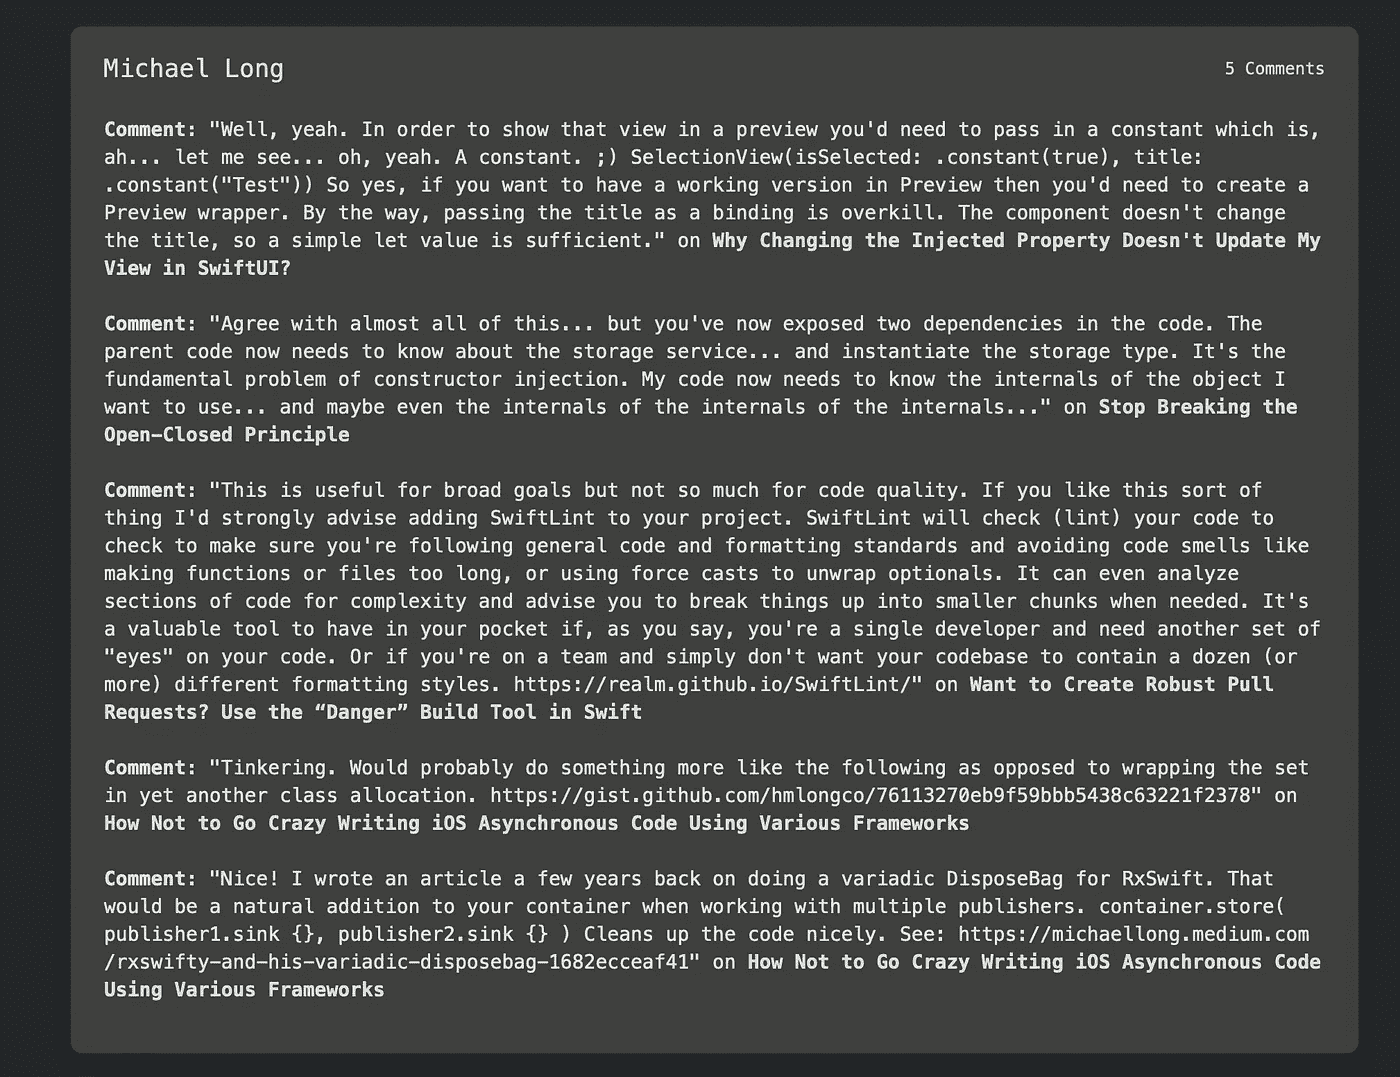 Michael Long
5 Comments
Comment: "Well, yeah. In order to show that view in a preview you'd need to pass in a constant which is,
ah... let me see... oh, yeah. A constant. ;) SelectionView(isSelected: .constant(true), title:
.constant("Test")) So yes, if you want to have a working version in Preview then you'd need to create a
Preview wrapper. By the way, passing the title as a binding is overkill. The component doesn't change
the title, so a simple let value is sufficient." on Why Changing the Injected Property Doesn't Update My
View in SwiftUI?
Comment: "Agree with almost all of this... but you've now exposed two dependencies in the code. The
parent code now needs to know about the storage service... and instantiate the storage type. It's the
fundamental problem of constructor injection. My code now needs to know the internals of the object I
want to use... and maybe even the internals of the internals of the internals..." on Stop Breaking the
Open–Closed Principle
Comment: "This is useful for broad goals but not so much for code quality. If you like this sort of
thing I'd strongly advise adding SwiftLint to your project. SwiftLint will check (lint) your code to
check to make sure you're following general code and formatting standards and avoiding code smells like
making functions or files too long, or using force casts to unwrap optionals. It can even analyze
sections of code for complexity and advise you to break things up into smaller chunks when needed. It's
a valuable tool to have in your pocket if, as you say, you're a single developer and need another set of
"eyes" on your code. Or if you're on a team and simply don't want your codebase to contain a dozen (or
more) different formatting styles. https://realm.github.io/SwiftLint/" on Want to Create Robust Pull
Requests? Use the “Danger” Build Tool in Swift
Comment: "Tinkering. Would probably do something more like the following as opposed to wrapping the set
in yet another class allocation. https://gist.github.com/hmlongco/76113270eb9f59bbb5438c63221f2378" on
How Not to Go Crazy Writing iOS Asynchronous Code Using Various Frameworks
Comment: "Nice! I wrote an article a few years back on doing a variadic DisposeBag for RxSwift. That
would be a natural addition to your container when working with multiple publishers. container.store(
publisher1.sink {}, publisher2.sink {} ) Cleans up the code nicely. See: https://michaellong.medium.com
/rxswifty-and-his-variadic-disposebag-1682ecceaf41" on How Not to Go Crazy Writing iOS Asynchronous Code
Using Various Frameworks